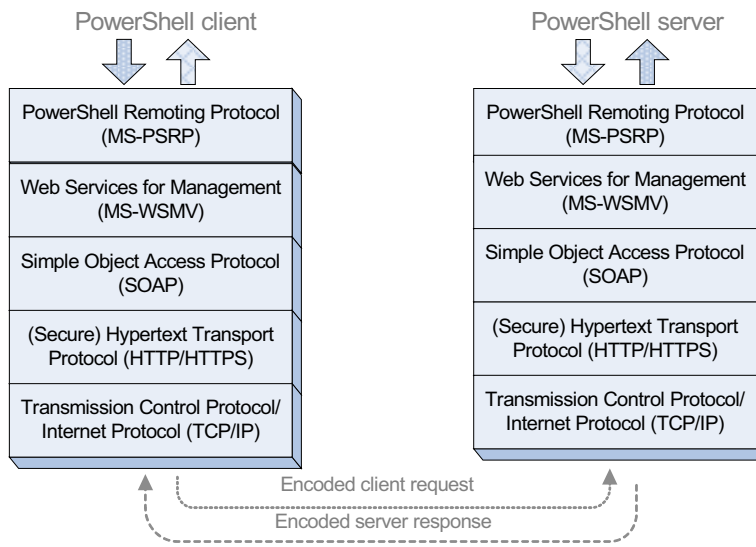 PowerShell client
PowerShell Remoting Protocol
(MS-PSRP)
Web Services for Management
(MS-WSMV)
Simple Object Access Protocol
(SOAP)
(Secure) Hypertext Transport
Protocol (HTTP/HTTPS)
Transmission Control Protocol/
Internet Protocol (TCP/IP)
PowerShell server
PowerShell Remoting Protocol
(MS-PSRP)
Web Services for Management
(MS-WSMV)
Simple Object Access Protocol
(SOAP)
(Secure) Hypertext Transport
Protocol (HTTP/HTTPS)
Transmission Control Protocol/
Internet Protocol (TCP/IP)
Encoded client request
Encoded server response